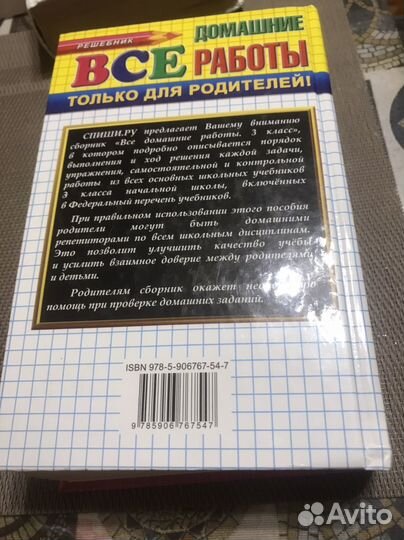 РЕШЕБНИК
ДОМАШНИЕ
ВСЕ РАБОТЫ
ТОЛЬКО ДЛЯ РОДИТЕЛЕЙ!
СПИШИ.РУ предлагает Вашему вниманию
сборник «Все домашние работы. 3 класс»,
в котором подробно описывается порядок
выполнения и ход решения каждой задачи,
упражнения, самостоятельной и контрольной
работы из всех основных школьных учебников
3 класса начальной школы, включённых
в Федеральный перечень учебников.
При правильном использовании этого пособия
родители могут быть домашними
репетиторами по всем школьным дисциплинам.
Это позволит улучшить качество учёбы
и усилить взаимное доверие между родителями
и детьми.
Родителям сборник окажет
помощь при проверке домашних заданий.
ISBN 978-5-906767-54-7
9 785906 767547
Avito